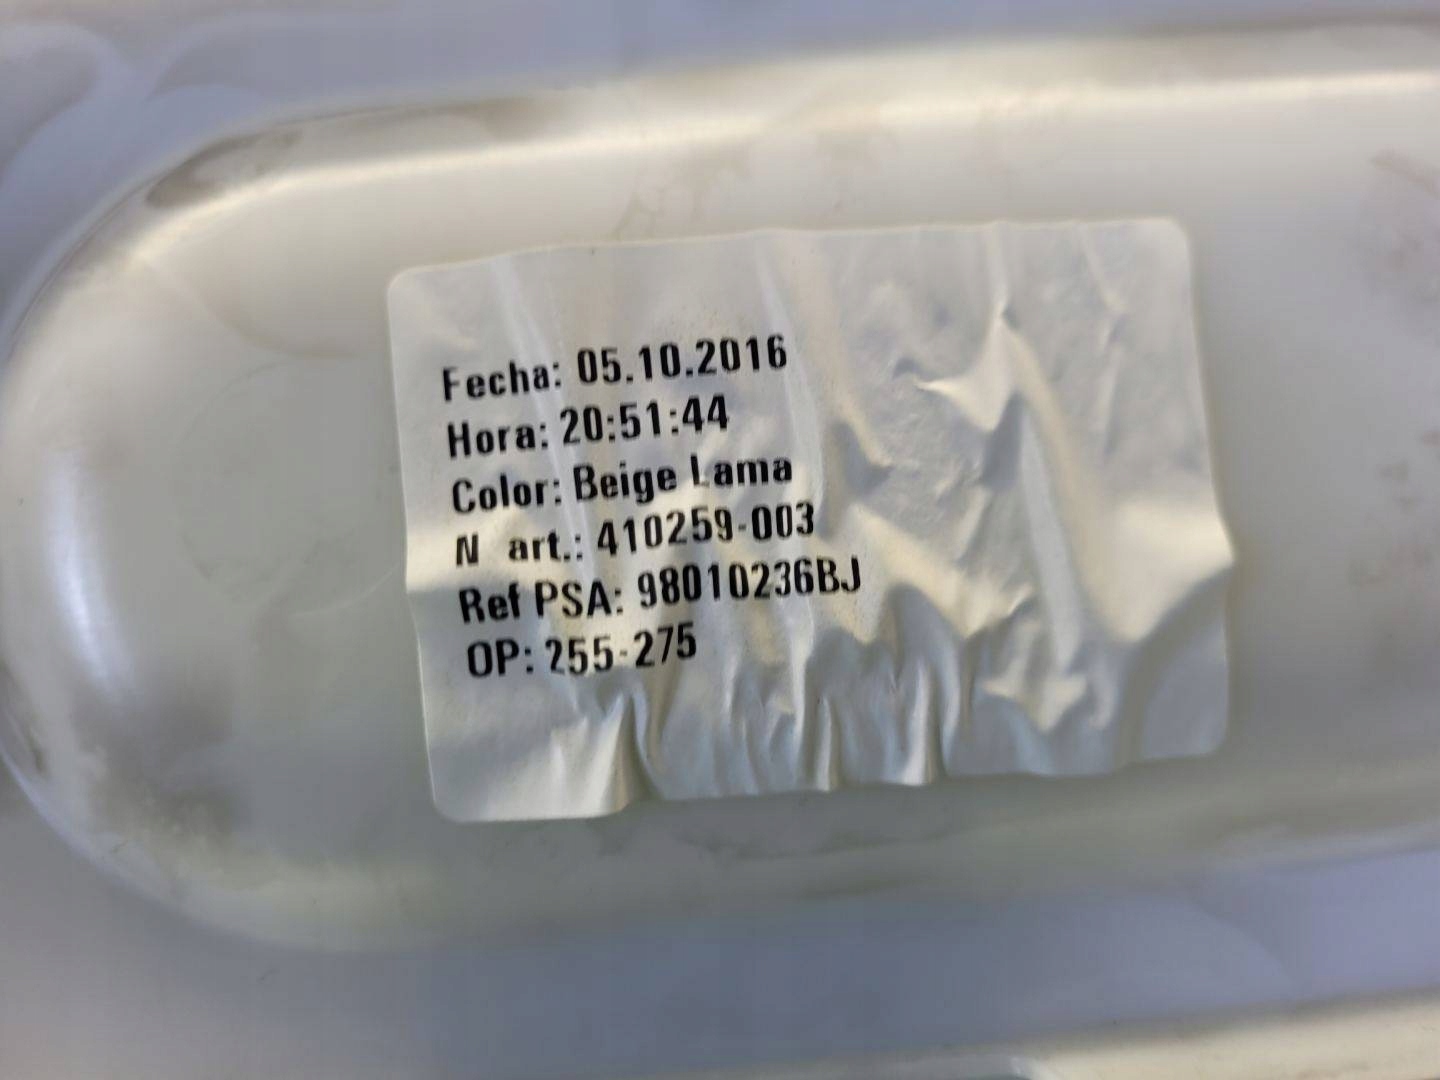 Fecha: 05.10.2016
Hora: 20:51:44
Color: Beige Lama
N art.: 410259-003
Ref PSA: 98010236BJ
OP: 255-275